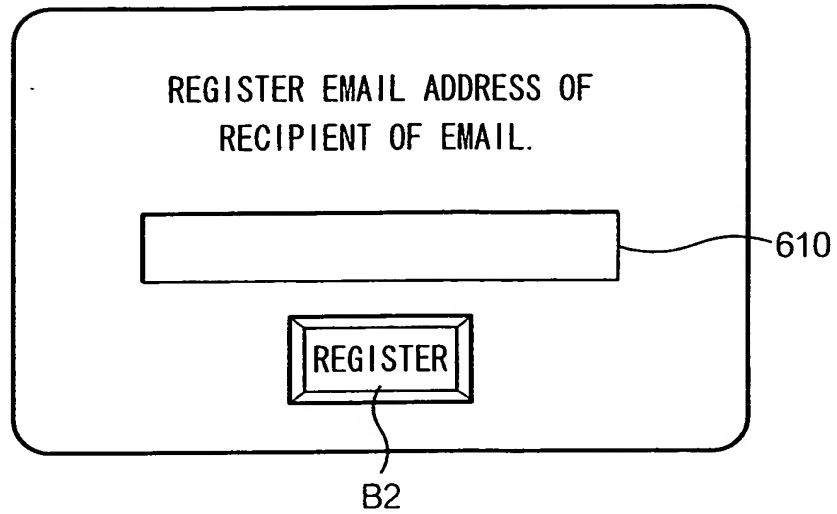 REGISTER EMAIL ADDRESS OF
RECIPIENT OF EMAIL.
610
REGISTER
B2